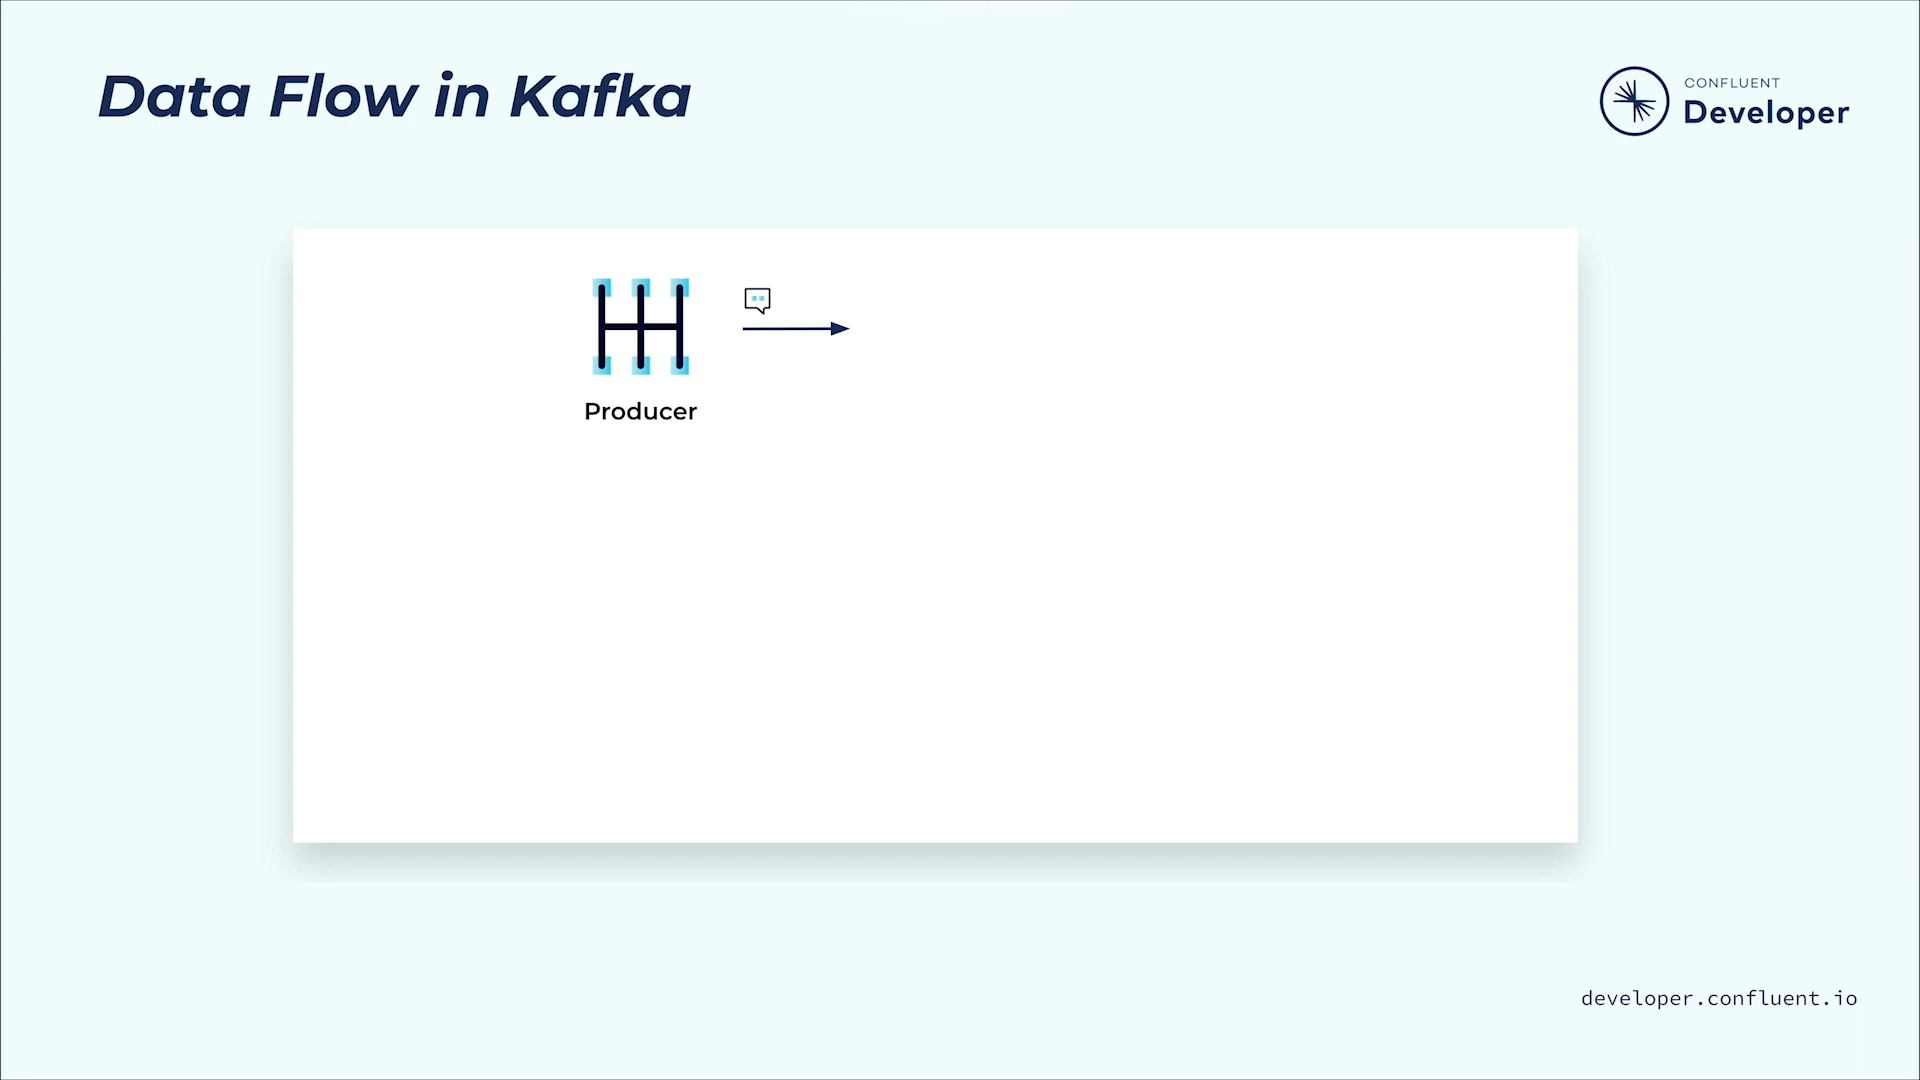 Data Flow in Kafka
CONFLUENT
Developer
Producer
developer.confluent.io